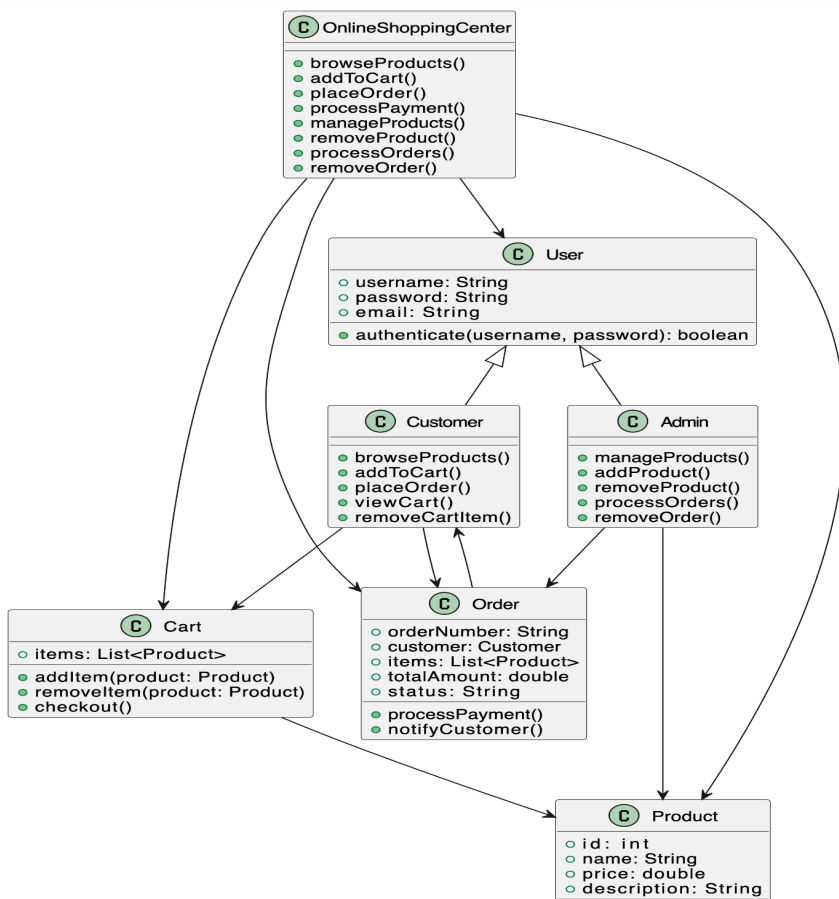 C OnlineShoppingCenter
browseProducts()
addToCart()
placeOrder()
processPayment()
manageProducts()
removeProduct()
processOrders()
removeOrder()
C User
username: String
password: String
email: String
authenticate(username, password): boolean
C Customer
browseProducts()
addToCart()
placeOrder()
viewCart()
removeCartItem()
C Admin
manageProducts()
addProduct()
removeProduct()
processOrders()
removeOrder()
C Cart
items: List<Product>
addItem(product: Product)
removeItem(product: Product)
checkout()
C Order
orderNumber: String
customer: Customer
items: List<Product>
totalAmount: double
status: String
processPayment()
notifyCustomer()
C Product
id: int
name: String
price: double
description: String